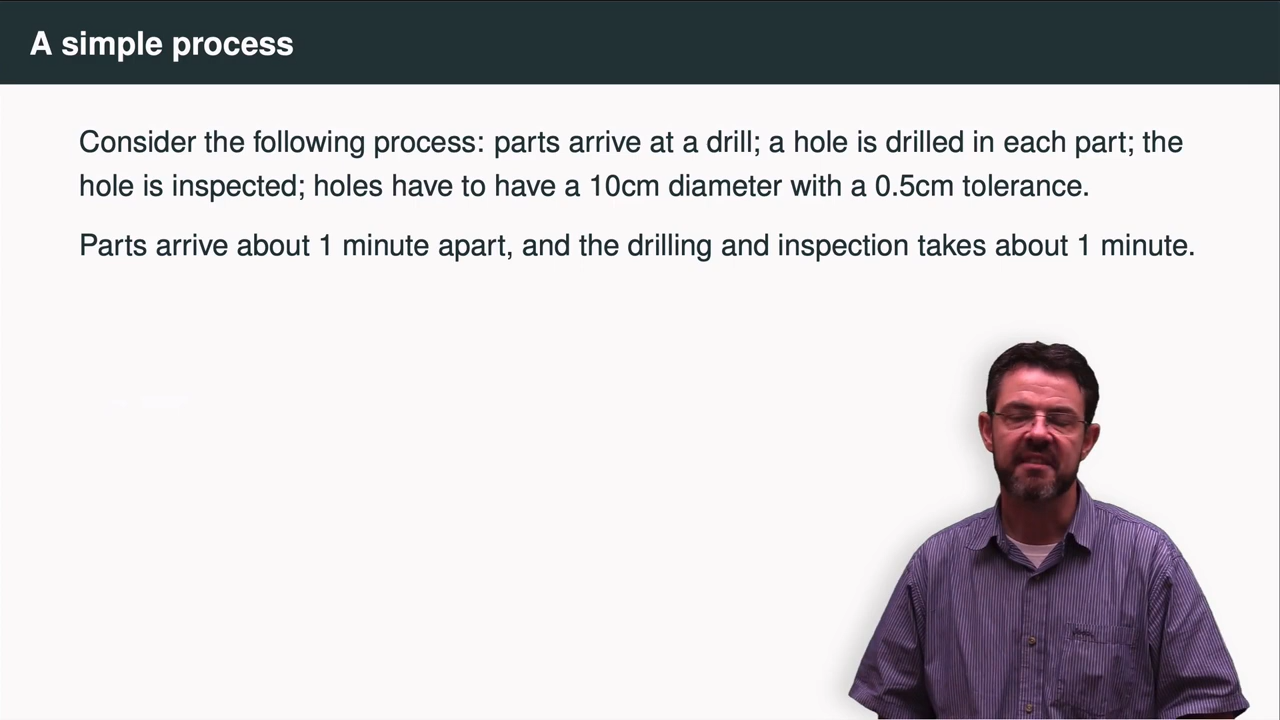 A simple process
Consider the following process: parts arrive at a drill; a hole is drilled in each part; the
hole is inspected; holes have to have a 10cm diameter with a 0.5cm tolerance.
Parts arrive about 1 minute apart, and the drilling and inspection takes about 1 minute.